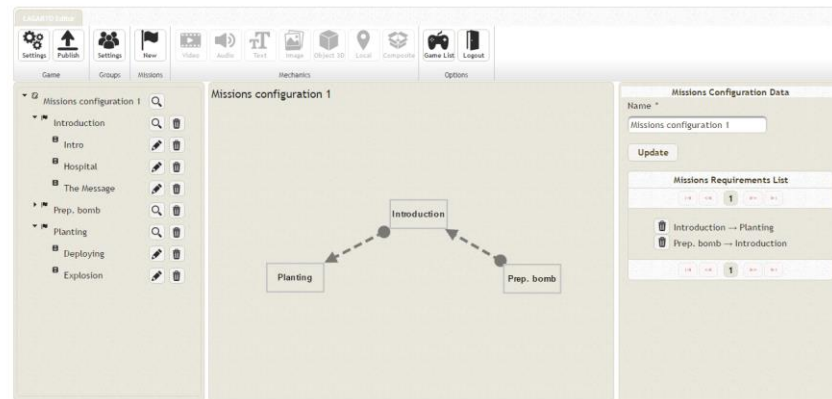 LAGARTO Editor
Settings Publish Settings New Video Audio Text Image Object 3D Local Composite Game List Logout
Game Groups Missions Mechanics Options
Missions configuration 1
Introduction
Intro
Hospital
The Message
Prep. bomb
Planting
Deploying
Explosion
Missions configuration 1
Introduction
Planting
Prep. bomb
Missions Configuration Data
Name *
Missions configuration 1
Update
Missions Requirements List
1
Introduction → Planting
Prep. bomb → Introduction
1